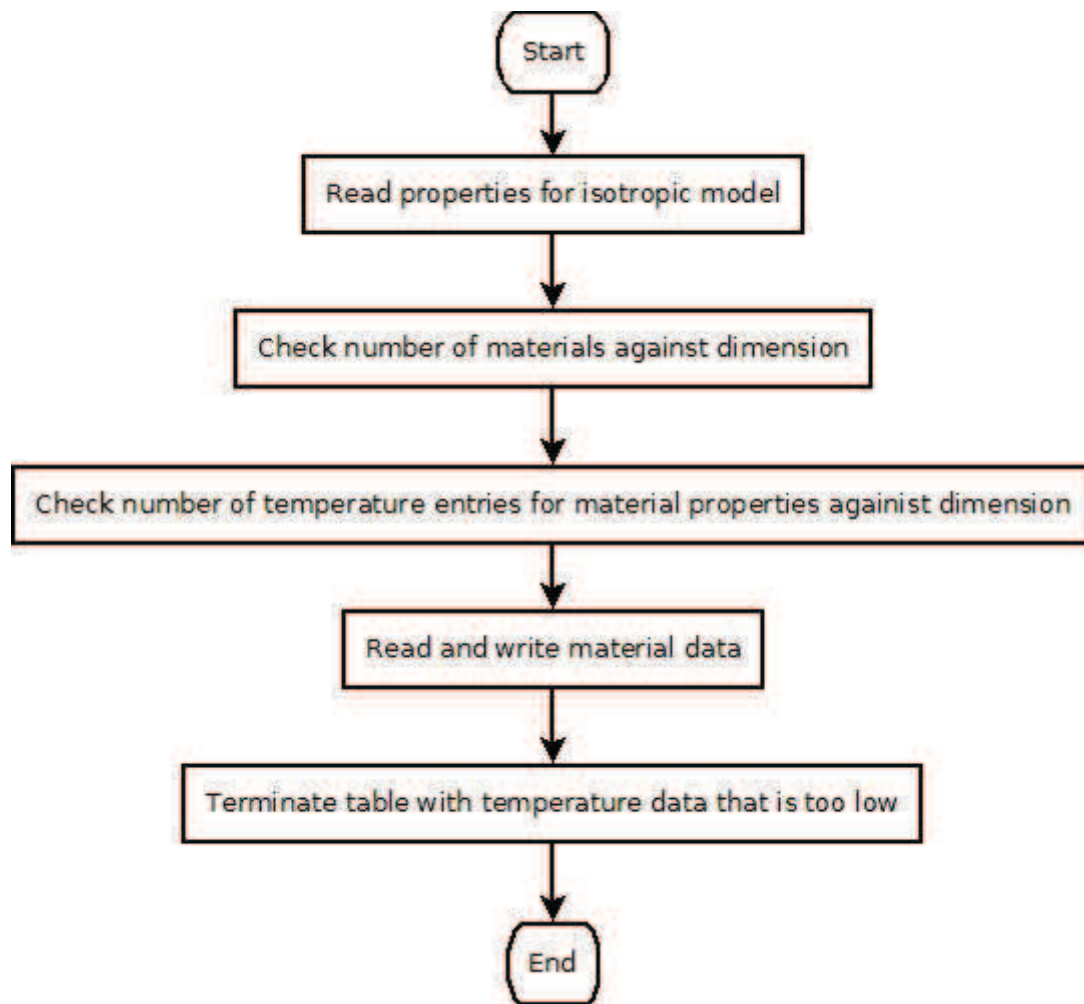 Start
Read properties for isotropic model
Check number of materials against dimension
Check number of temperature entries for material properties againist dimension
Read and write material data
Terminate table with temperature data that is too low
End